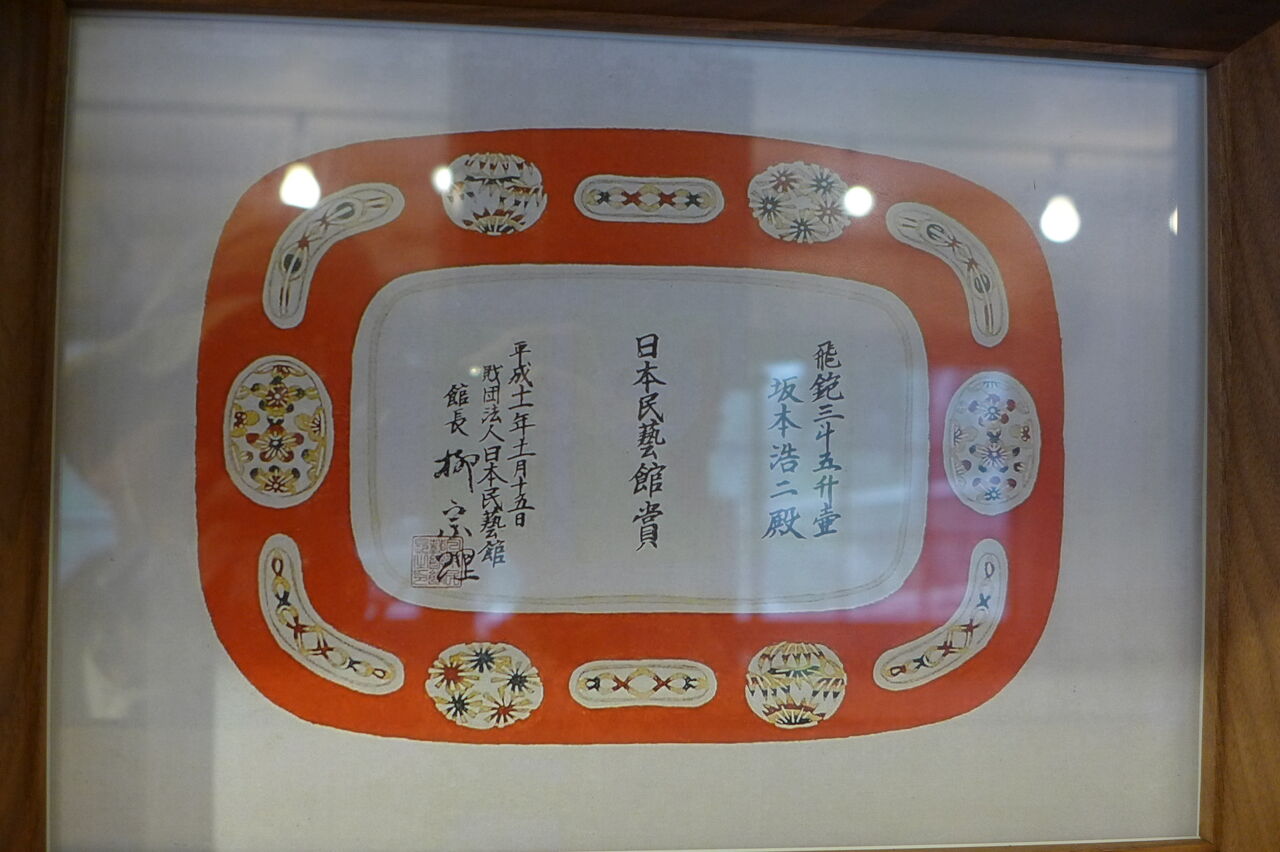 飛鉋三斗五升壷
坂本浩二殿
日本民藝館賞
平成十一年十二月十五日
財団法人日本民藝館
館長 柳宗理